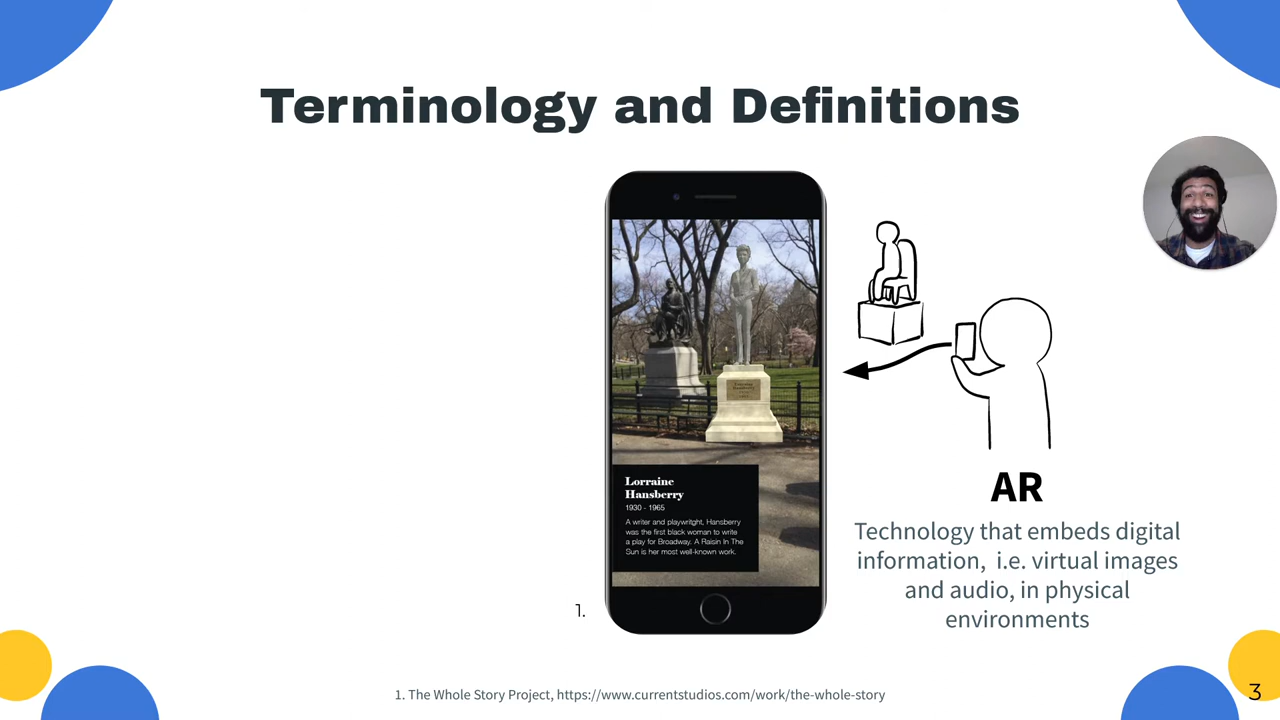 Terminology and Definitions
Lorraine
Hansberry
1930 - 1965
A writer and playwritght, Hansberry
was the first black woman to write
a play for Broadway. A Raisin In The
Sun is her most well-known work.
AR
Technology that embeds digital
information, i.e. virtual images
and audio, in physical
environments
1.
1. The Whole Story Project, https://www.currentstudios.com/work/the-whole-story
3